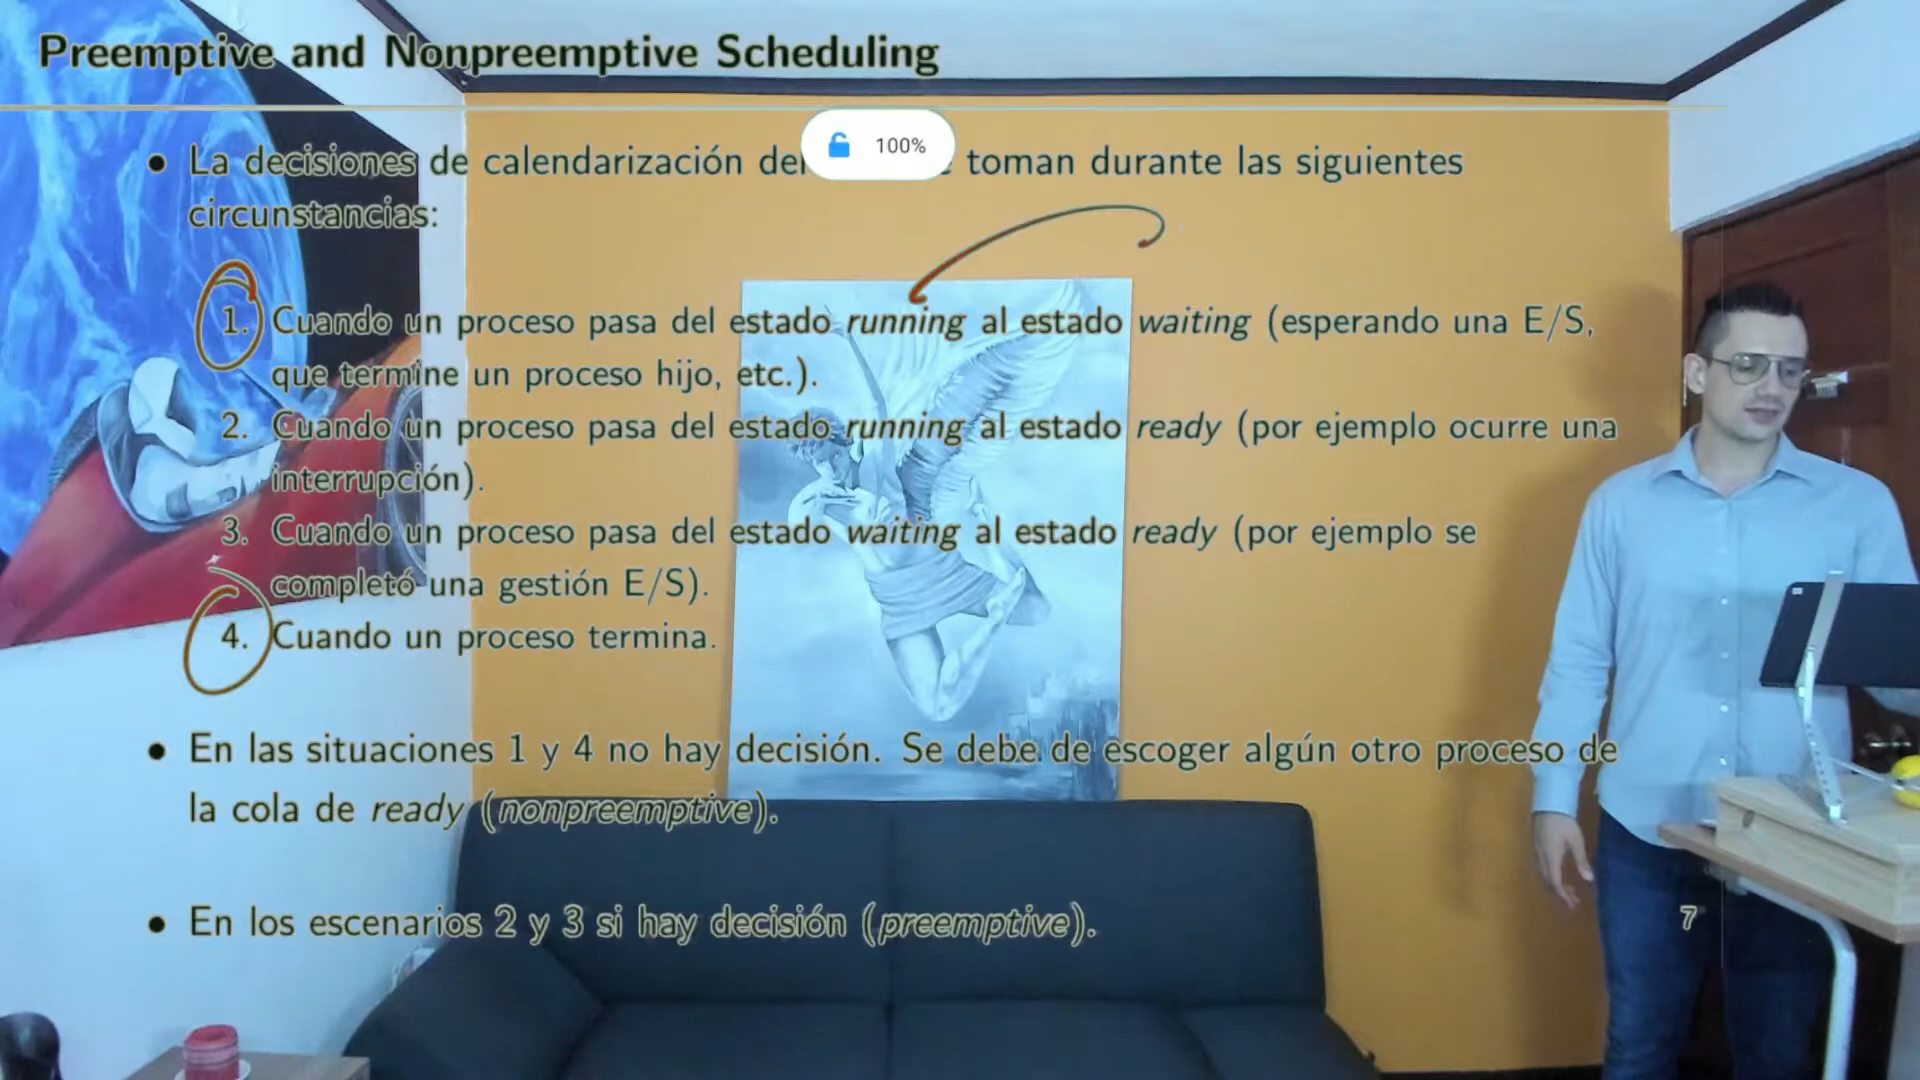 Preemptive and Nonpreemptive Scheduling
100%
• La decisiones de calendarización del toman durante las siguientes
circunstancias:
1. Cuando un proceso pasa del estado running al estado waiting (esperando una E/S,
que termine un proceso hijo, etc.).
2. Cuando un proceso pasa del estado running al estado ready (por ejemplo ocurre una
interrupción).
3. Cuando un proceso pasa del estado waiting al estado ready (por ejemplo se
completó una gestión E/S).
4. Cuando un proceso termina.
• En las situaciones 1 y 4 no hay decisión. Se debe de escoger algún otro proceso de
la cola de ready (nonpreemptive).
• En los escenarios 2 y 3 si hay decisión (preemptive).
7